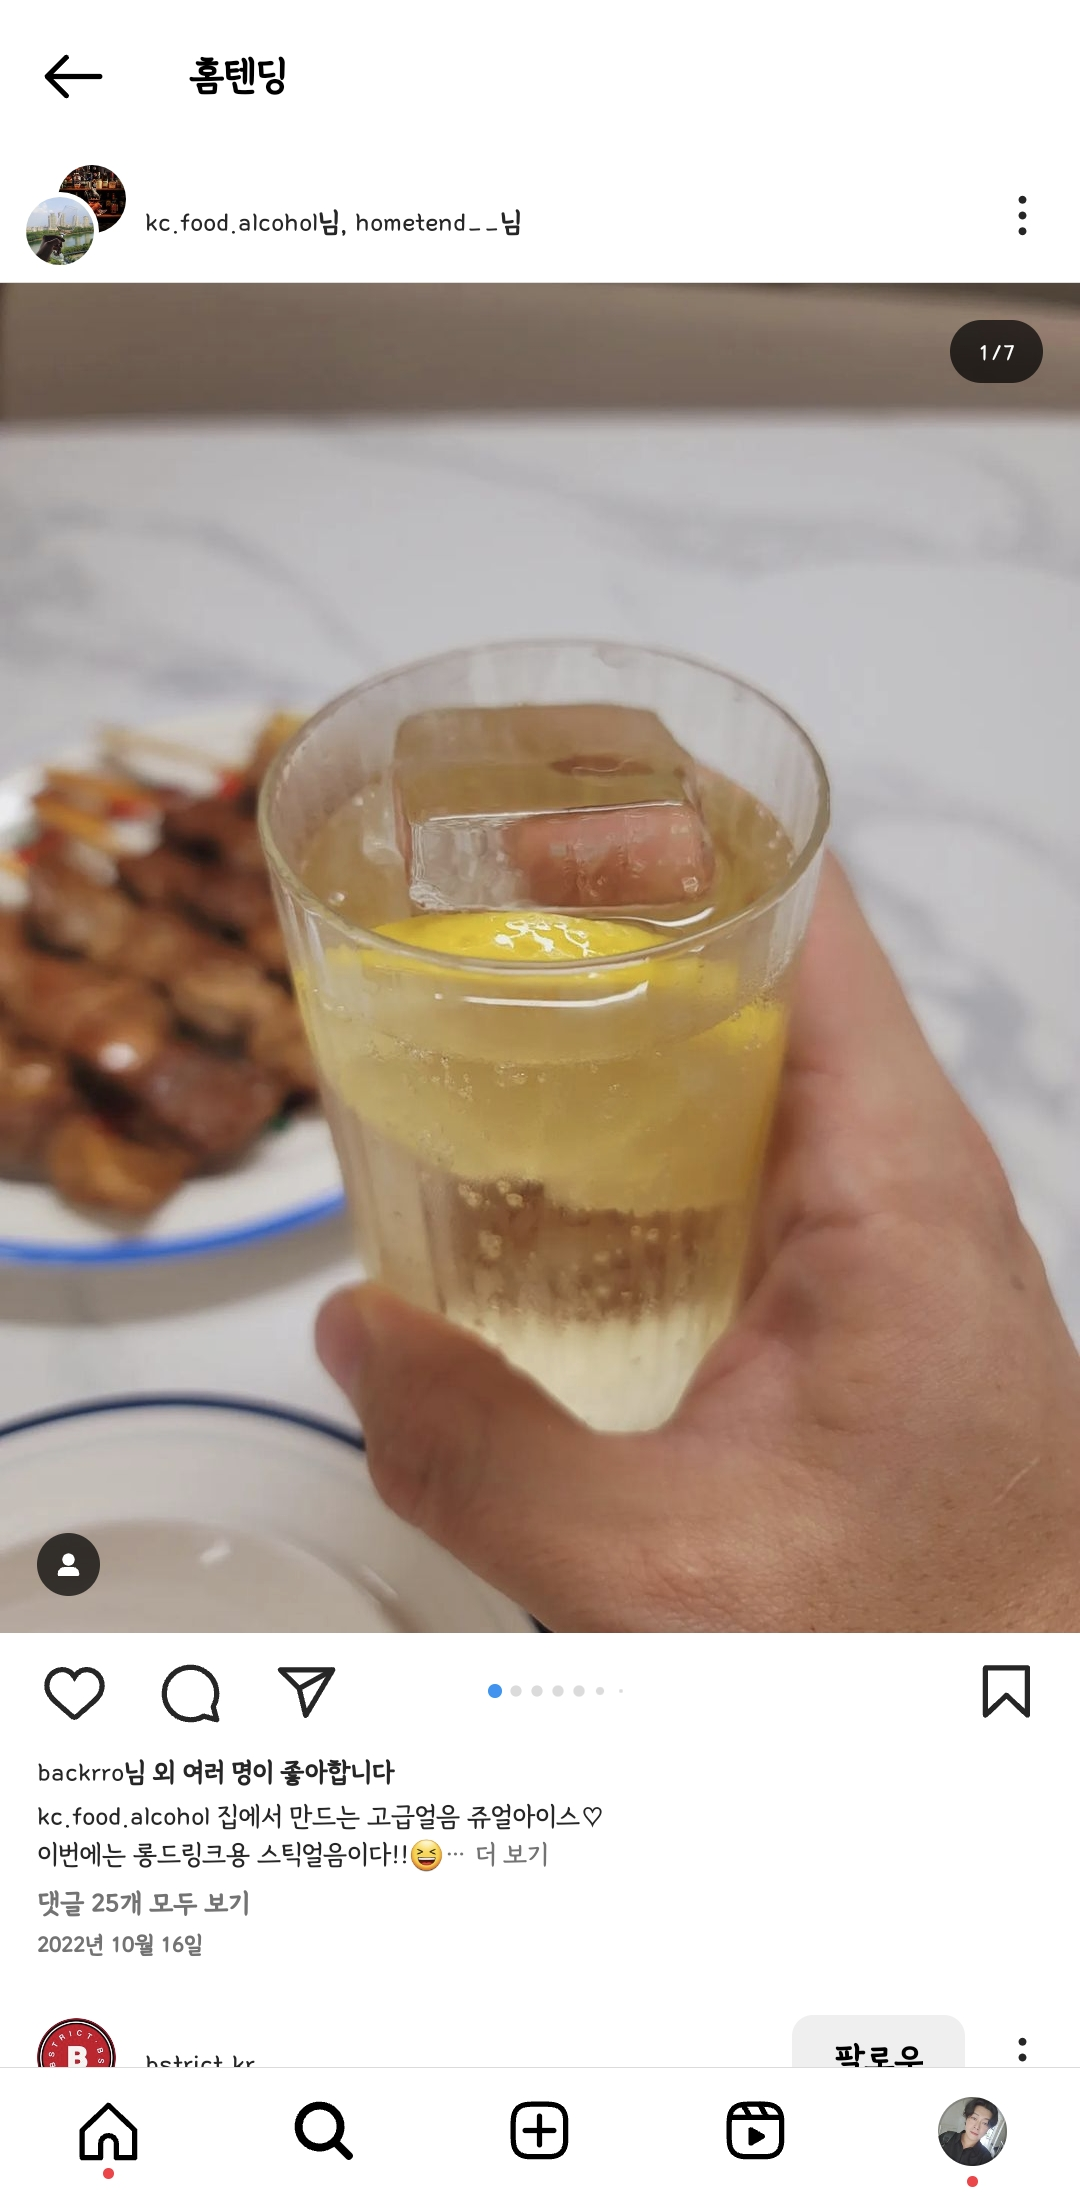 홈텐딩
kc.food.alcohol님, hometend__님
1/7
backrro님 외 여러 명이 좋아합니다
kc.food.alcohol 집에서 만드는 고급얼음 쥬얼아이스♡
이번에는 롱드링크용 스틱얼음이다!!😆… 더 보기
댓글 25개 모두 보기
2022년 10월 16일
B
bstrict.kr
팔로우